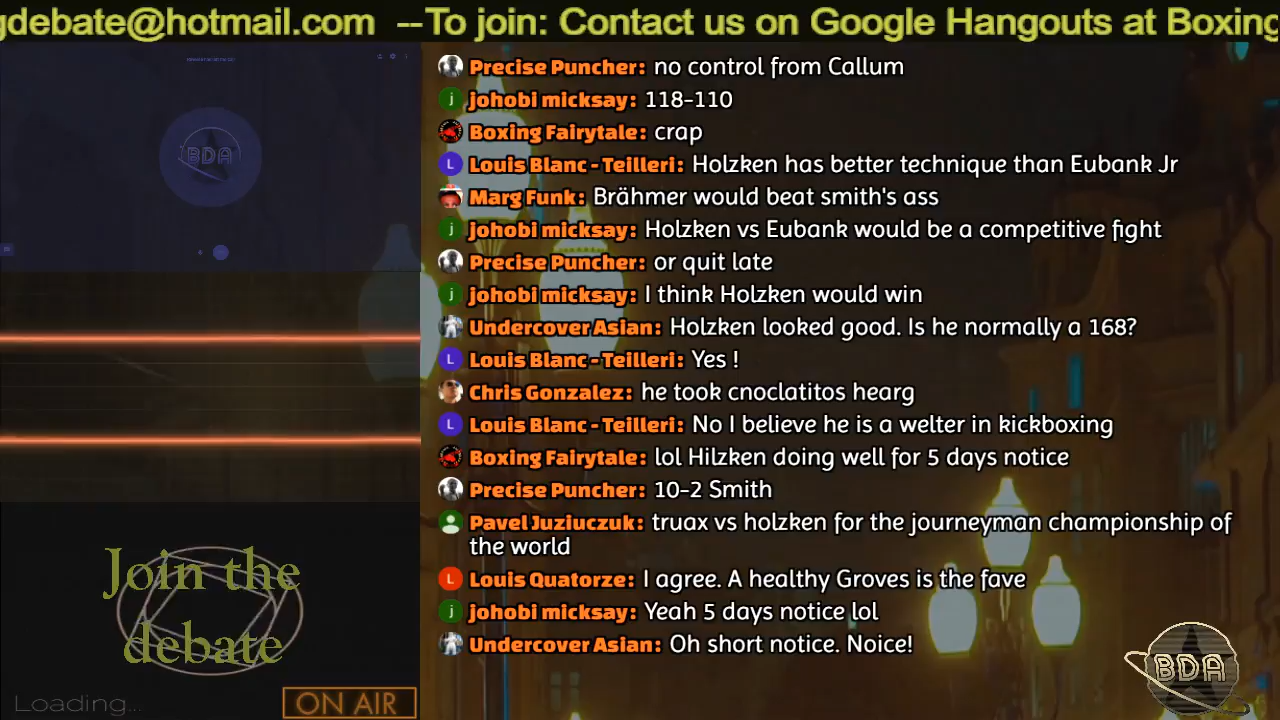 gdebate@hotmail.com --To join: Contact us on Google Hangouts at Boxing
BDA
Precise Puncher: no control from Callum
johobi micksay: 118-110
Boxing Fairytale: crap
Louis Blanc - Teilleri: Holzken has better technique than Eubank Jr
Marg Funk: Brähmer would beat smith's ass
johobi micksay: Holzken vs Eubank would be a competitive fight
Precise Puncher: or quit late
johobi micksay: I think Holzken would win
Undercover Asian: Holzken looked good. Is he normally a 168?
Louis Blanc - Teilleri: Yes !
Chris Gonzalez: he took cnoclatitos hearg
Louis Blanc - Teilleri: No I believe he is a welter in kickboxing
Boxing Fairytale: lol Hilzken doing well for 5 days notice
Precise Puncher: 10-2 Smith
Pavel Juziuczuk: truax vs holzken for the journeyman championship of
the world
Louis Quatorze: I agree. A healthy Groves is the fave
johobi micksay: Yeah 5 days notice lol
Undercover Asian: Oh short notice. Noice!
Join the
debate
Loading...
ON AIR
BDA